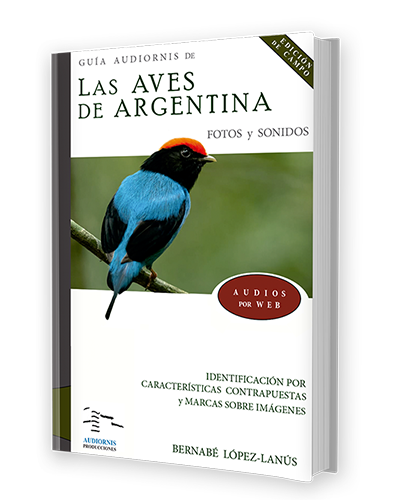 GUÍA AUDIORNIS DE
LAS AVES
DE ARGENTINA
FOTOS y SONIDOS
EDICIÓN
DE CAMPO
AUDIOS
POR WEB
IDENTIFICACIÓN POR
CARACTERÍSTICAS CONTRAPUESTAS
y MARCAS SOBRE IMÁGENES
AUDIORNIS
PRODUCCIONES
BERNABÉ LÓPEZ-LANÚS